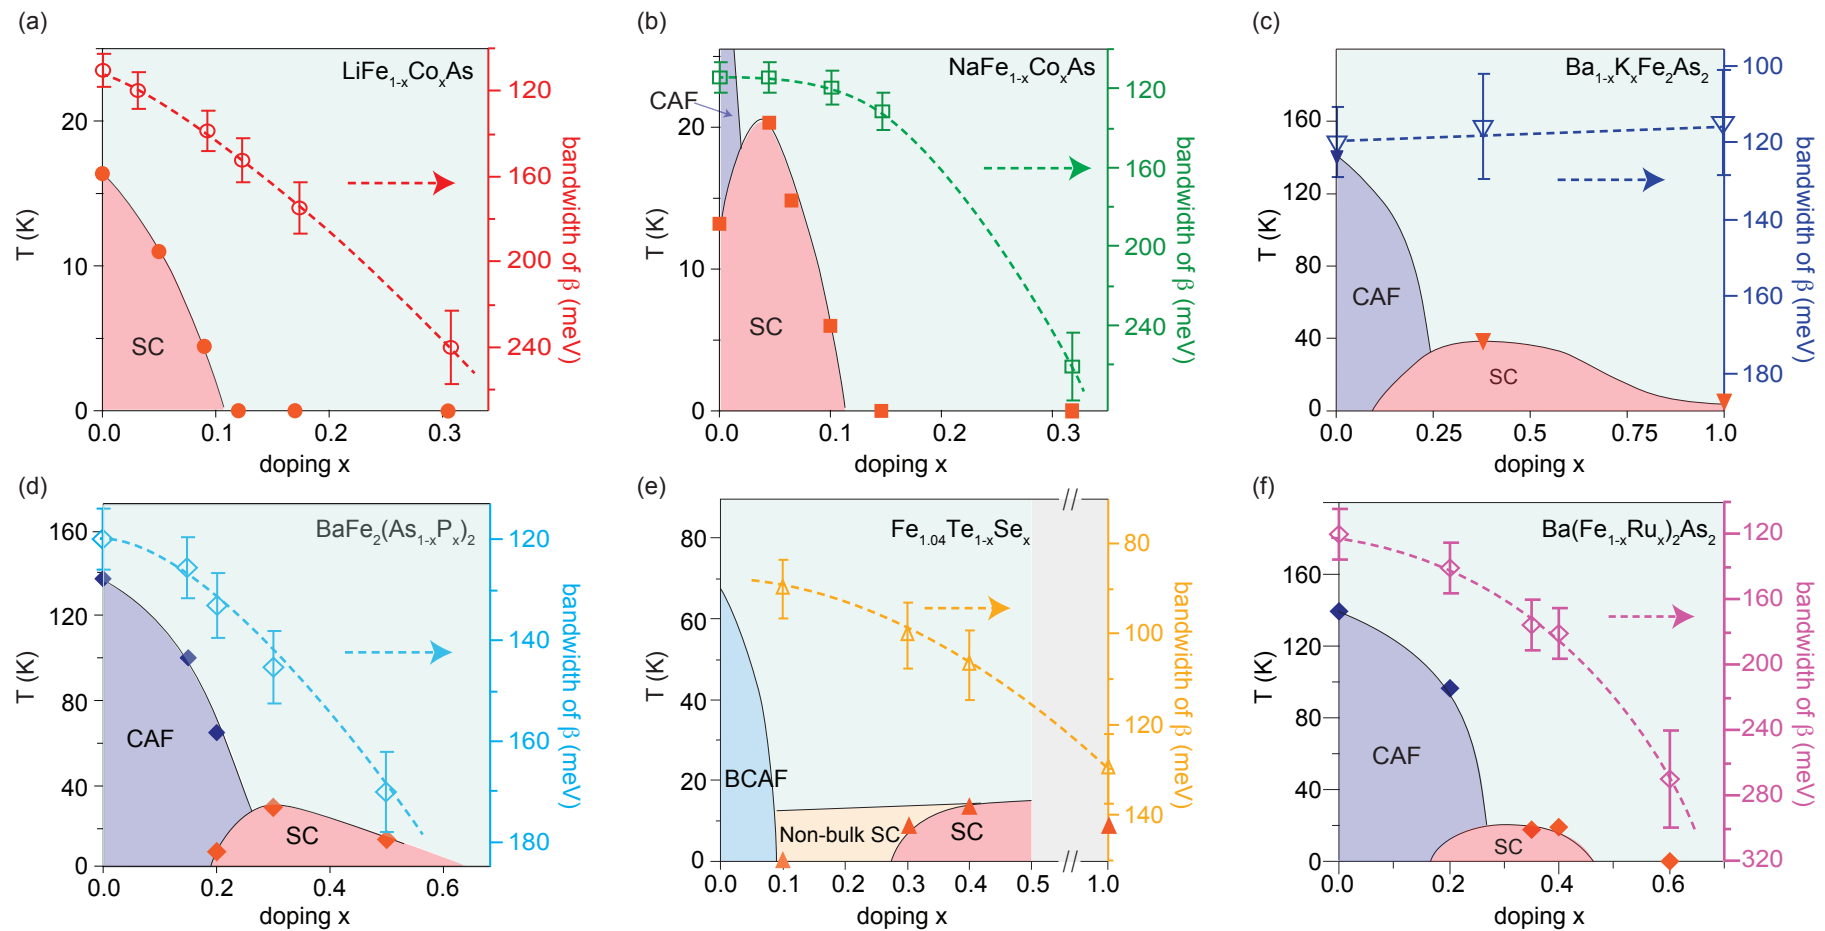 (a)
LiFe1-xCoxAs
20
10
0
T (K)
SC
0.0
0.1
0.2
0.3
doping x
120
160
200
240
bandwidth of β (meV)
(b)
NaFe1-xCoxAs
CAF
20
10
0
T (K)
SC
0.0
0.1
0.2
0.3
doping x
120
160
200
240
bandwidth of β (meV)
(c)
Ba1-xKxFe2As2
160
120
80
40
0
T (K)
CAF
SC
0.0
0.25
0.5
0.75
1.0
doping x
100
120
140
160
180
bandwidth of β (meV)
(d)
BaFe2(As1-xPx)2
160
120
80
40
0
T (K)
CAF
SC
0.0
0.2
0.4
0.6
doping x
120
140
160
180
bandwidth of β (meV)
(e)
Fe1.04Te1-xSex
80
60
40
20
0
T (K)
BCAF
Non-bulk SC
SC
0.0
0.1
0.2
0.3
0.4
0.5
1.0
doping x
80
100
120
140
bandwidth of β (meV)
(f)
Ba(Fe1-xRux)2As2
160
120
80
40
0
T (K)
CAF
SC
0.0
0.2
0.4
0.6
doping x
120
160
200
240
280
320
bandwidth of β (meV)